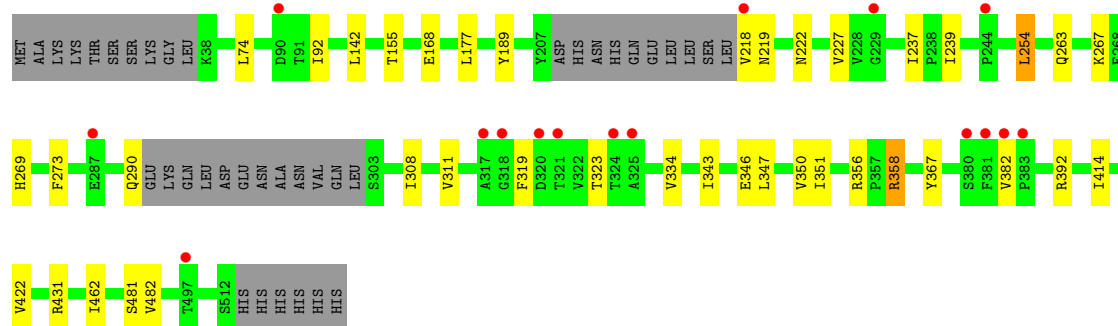 MET ALA LYS LYS THR SER SER LYS GLY LEU K38 L74 D90 T91 I92 L142 T155 E168 L177 Y189 Y207 ASP HIS ASN HIS GLN GLU LEU LEU SER LEU V218 N219 N222 V227 V228 G229 I237 P238 I239 P244 L254 Q263 K267 E268
H269 F273 E287 Q290 GLU LYS GLN LEU ASP GLU ASN ALA ASN VAL GLN LEU S303 I308 V311 A317 G318 F319 D320 T321 V322 T323 T324 A325 V334 I343 E346 L347 V350 I351 R356 P357 R358 Y367 S380 F381 V382 P383 R392 I414
V422 R431 I462 S481 V482 T497 S512 HIS HIS HIS HIS HIS HIS